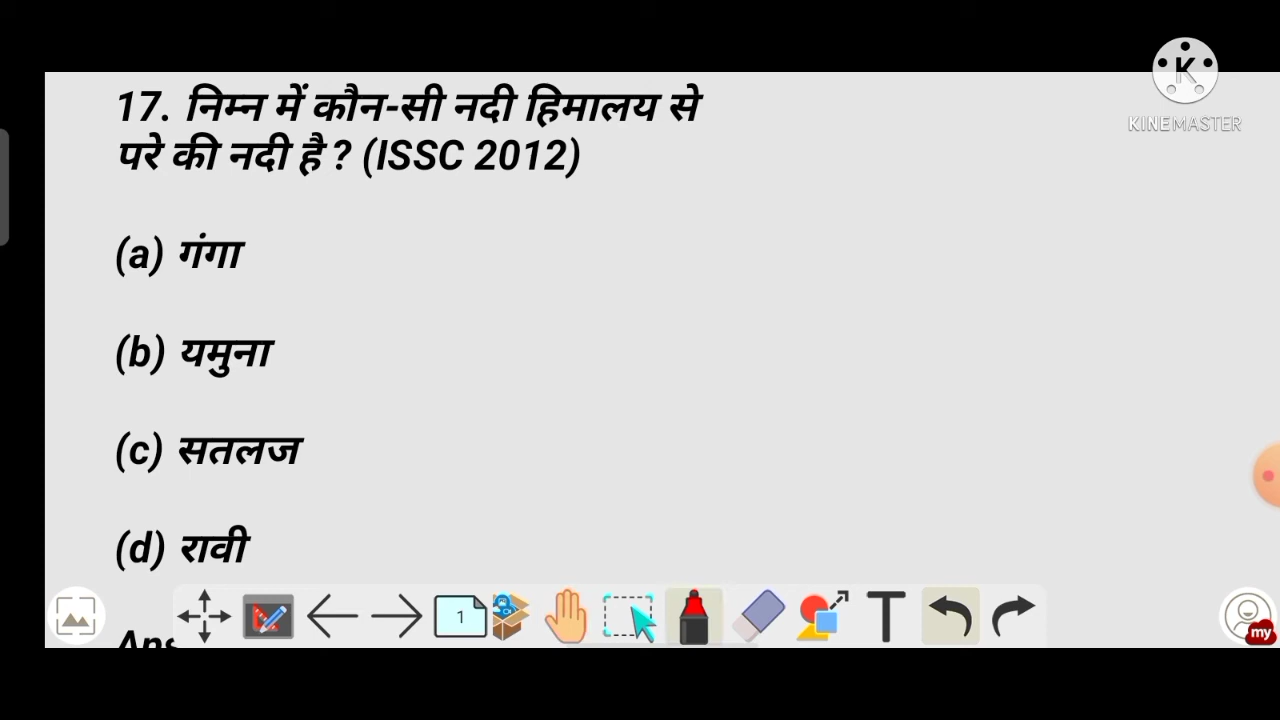 KINEMASTER
17. निम्न में कौन-सी नदी हिमालय से
परे की नदी है ? (ISSC 2012)
(a) गंगा
(b) यमुना
(c) सतलज
(d) रावी
1
T
my